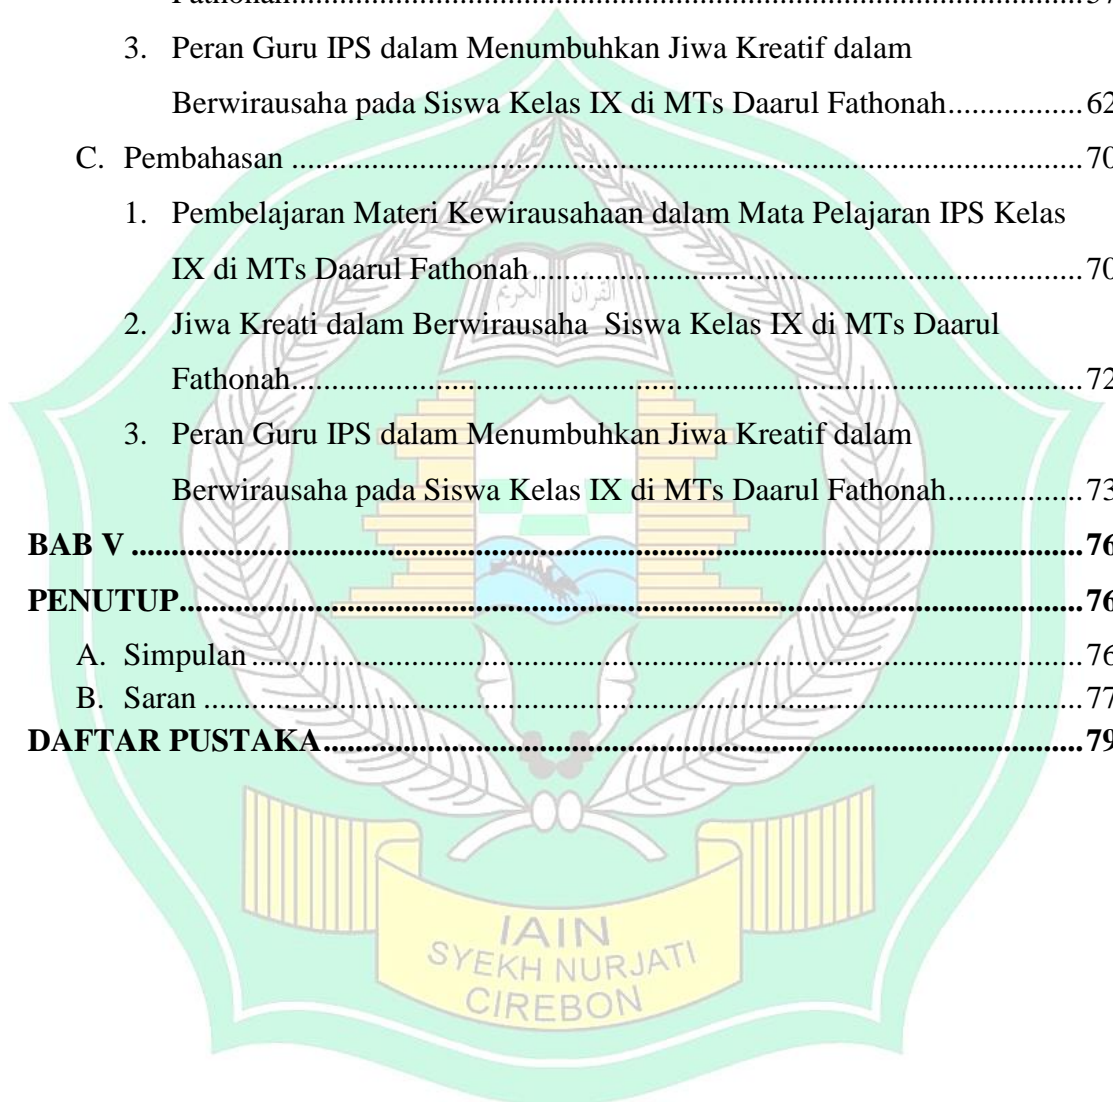 Fathonah
3. Peran Guru IPS dalam Menumbuhkan Jiwa Kreatif dalam
Berwirausaha pada Siswa Kelas IX di MTs Daarul Fathonah................62
C. Pembahasan ....................................................................................................70
1. Pembelajaran Materi Kewirausahaan dalam Mata Pelajaran IPS Kelas
IX di MTs Daarul Fathonah......................................................................70
2. Jiwa Kreati dalam Berwirausaha  Siswa Kelas IX di MTs Daarul
Fathonah....................................................................................................72
3. Peran Guru IPS dalam Menumbuhkan Jiwa Kreatif dalam
Berwirausaha pada Siswa Kelas IX di MTs Daarul Fathonah................73
BAB V ........................................................................................................................76
PENUTUP..................................................................................................................76
A. Simpulan.........................................................................................................76
B. Saran ...............................................................................................................77
DAFTAR PUSTAKA................................................................................................79
القرآن الكريم
IAIN
SYEKH NURJATI
CIREBON